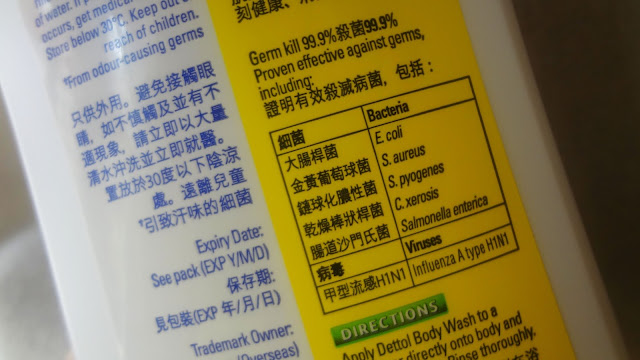 of water. If
occurs, get medical
Store below 30°C. Keep out
reach of children.
*From odour-causing germs
只供外用。避免接觸眼
睛，如不慎觸及並有不
適現象，請立即以大量
清水沖洗並立即就醫。
置放於30度以下陰涼
處。遠離兒童
*引致汗味的細菌
Expiry Date:
See pack (EXP Y/M/D)
保存期:
見包裝(EXP 年/月/日)
Trademark Owner:
(Overseas)
刻健康、
Germ kill 99.9%殺菌99.9%
Proven effective against germs,
including:
證明有效殺滅病菌，包括：
細菌 Bacteria
大腸桿菌 E. coli
金黃葡萄球菌 S. aureus
鏈球化膿性菌 S. pyogenes
乾燥棒狀桿菌 C. xerosis
腸道沙門氏菌 Salmonella enterica
病毒 Viruses
甲型流感H1N1 Influenza A type H1N1
DIRECTIONS
Apply Dettol Body Wash to a
or directly onto body and
nse thoroughly.